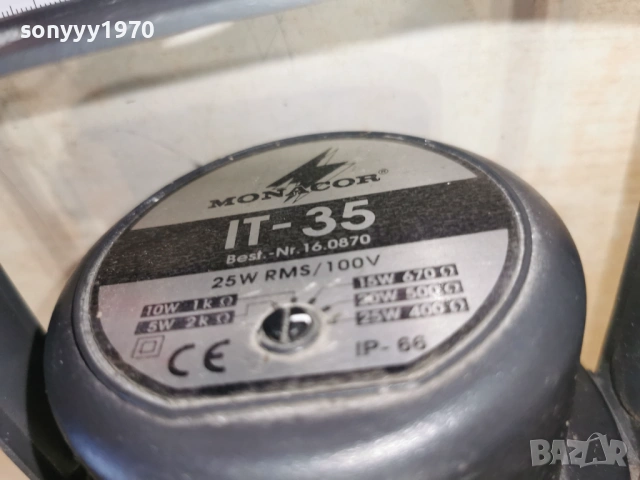 sonyyy1970
MONACOR®
IT-35
Best.-Nr. 16.0870
25W RMS/100V
10W 1kΩ
5W 2kΩ
15W 670Ω
20W 500Ω
25W 400Ω
CE
IP-66
BAZAR